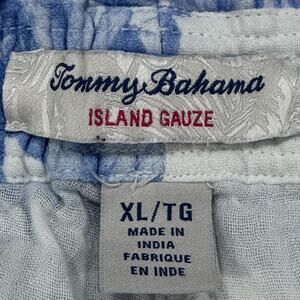 Tommy Bahama
ISLAND GAUZE
XL/TG
MADE IN
INDIA
FABRIQUE
EN INDE